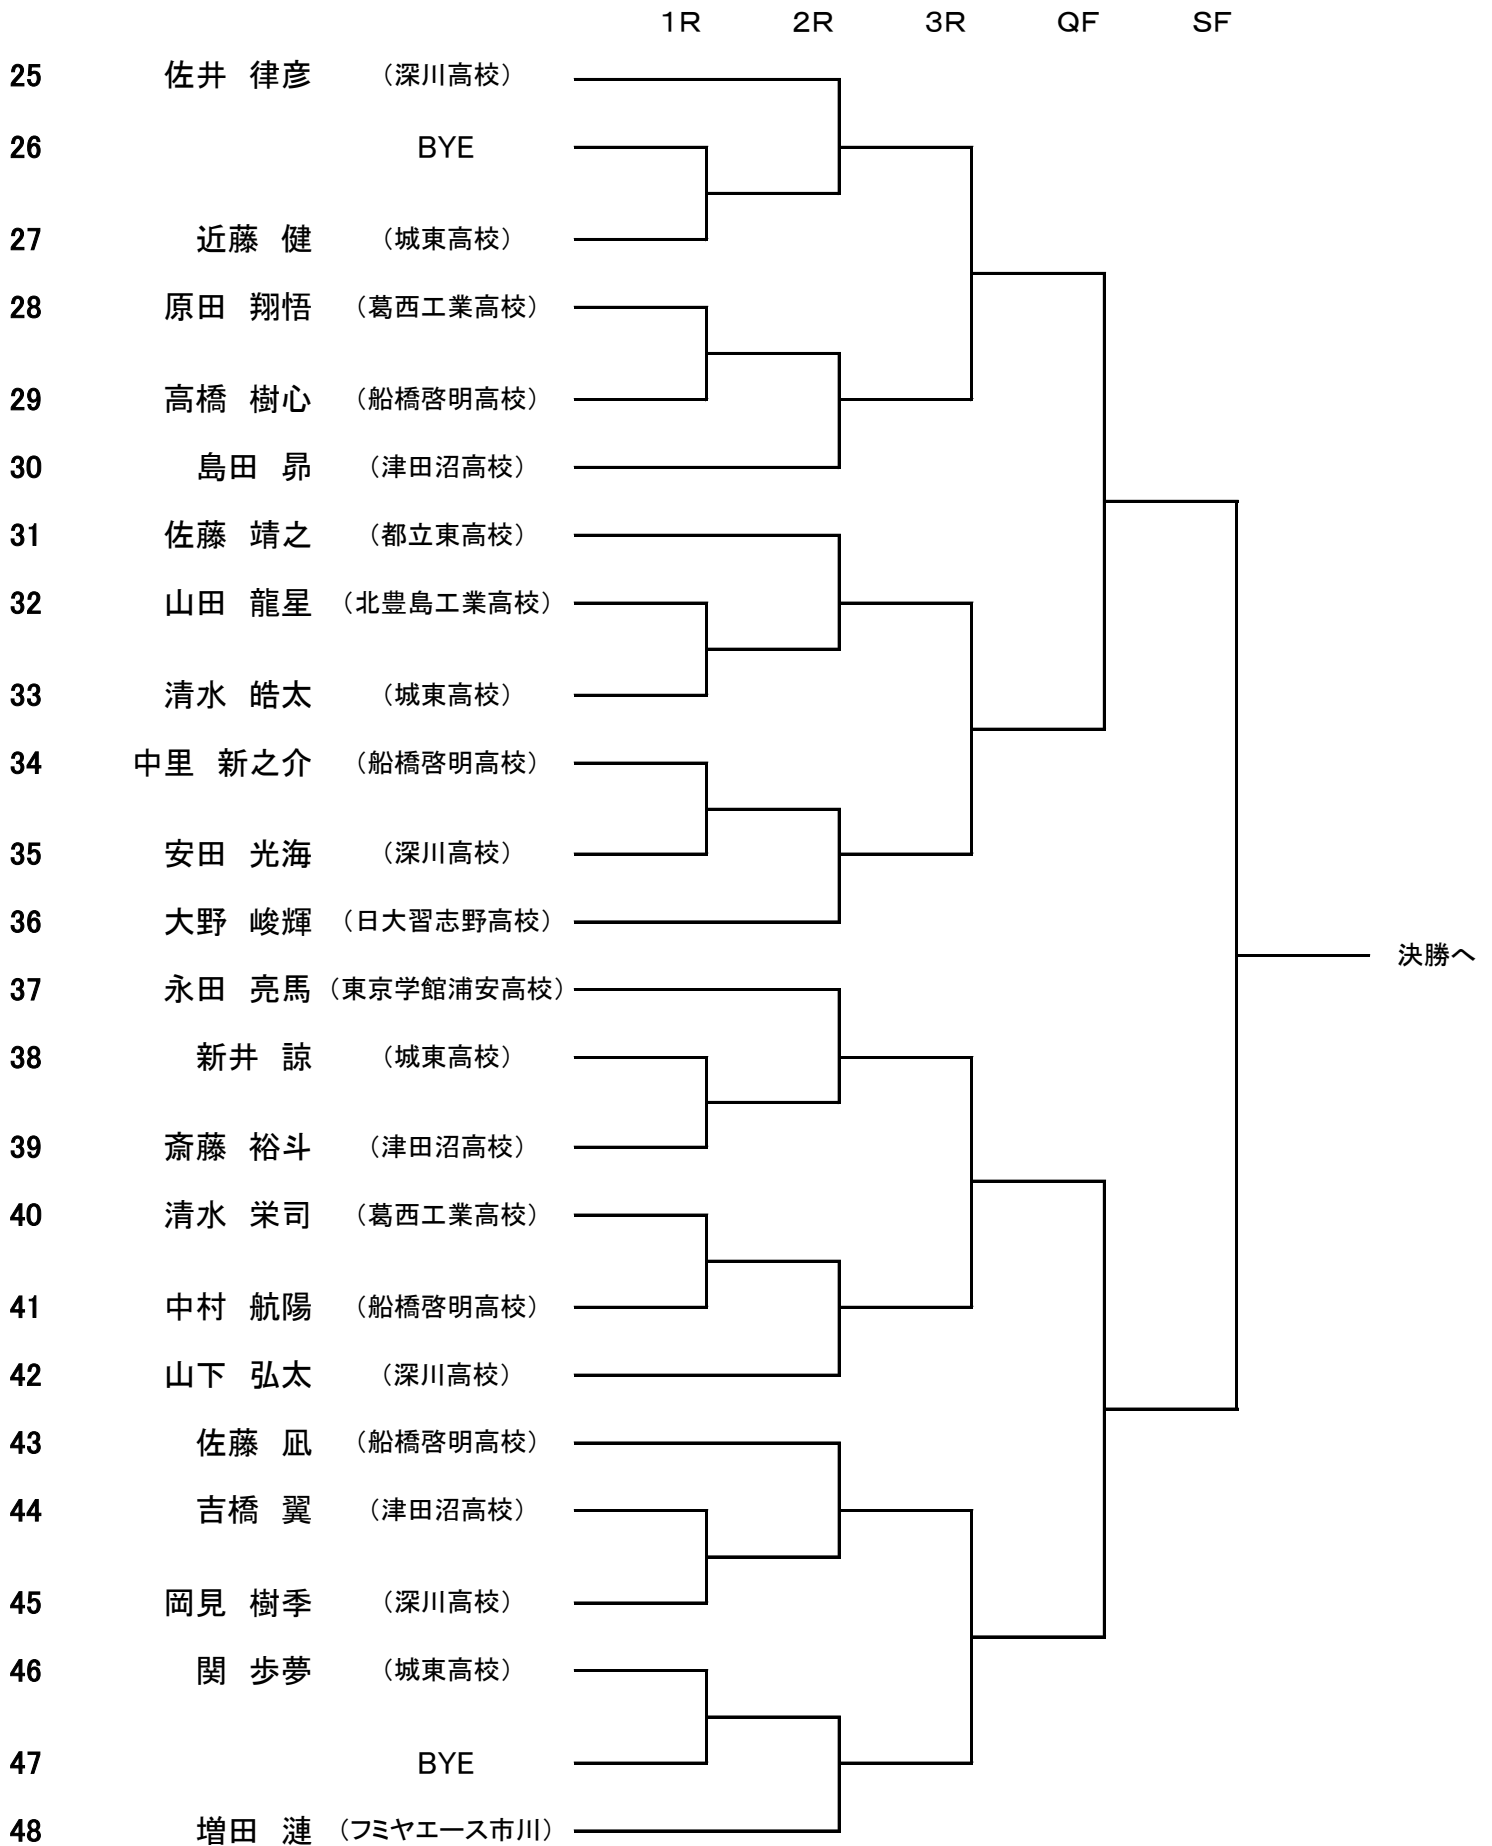 1R 2R 3R QF SF
25 佐井 律彦 （深川高校）
26 BYE
27 近藤 健 （城東高校）
28 原田 翔悟 （葛西工業高校）
29 高橋 樹心 （船橋啓明高校）
30 島田 昴 （津田沼高校）
31 佐藤 靖之 （都立東高校）
32 山田 龍星 （北豊島工業高校）
33 清水 皓太 （城東高校）
34 中里 新之介 （船橋啓明高校）
35 安田 光海 （深川高校）
36 大野 峻輝 （日大習志野高校）
決勝へ
37 永田 亮馬 （東京学館浦安高校）
38 新井 諒 （城東高校）
39 斎藤 裕斗 （津田沼高校）
40 清水 栄司 （葛西工業高校）
41 中村 航陽 （船橋啓明高校）
42 山下 弘太 （深川高校）
43 佐藤 凪 （船橋啓明高校）
44 吉橋 翼 （津田沼高校）
45 岡見 樹季 （深川高校）
46 関 歩夢 （城東高校）
47 BYE
48 増田 漣 （フミヤエース市川）